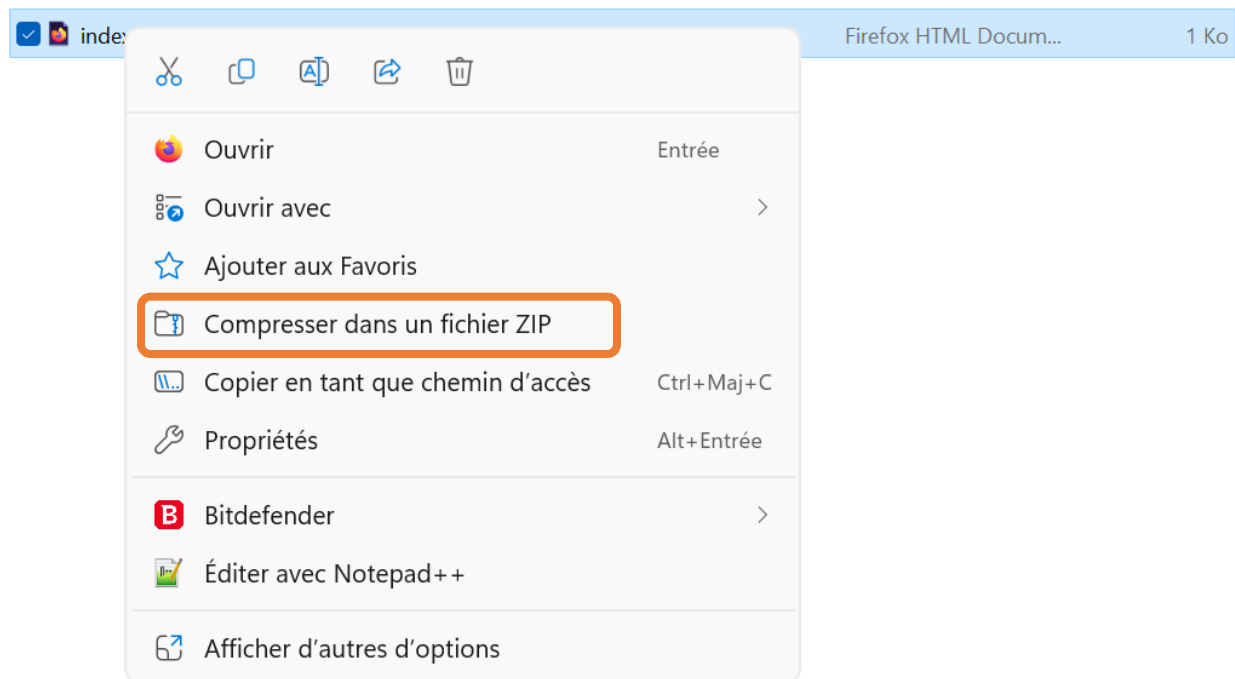 index
Firefox HTML Docum...
1 Ko
Ouvrir
Entrée
Ouvrir avec
Ajouter aux Favoris
Compresser dans un fichier ZIP
Copier en tant que chemin d’accès
Ctrl+Maj+C
Propriétés
Alt+Entrée
Bitdefender
Éditer avec Notepad++
Afficher d’autres d’options